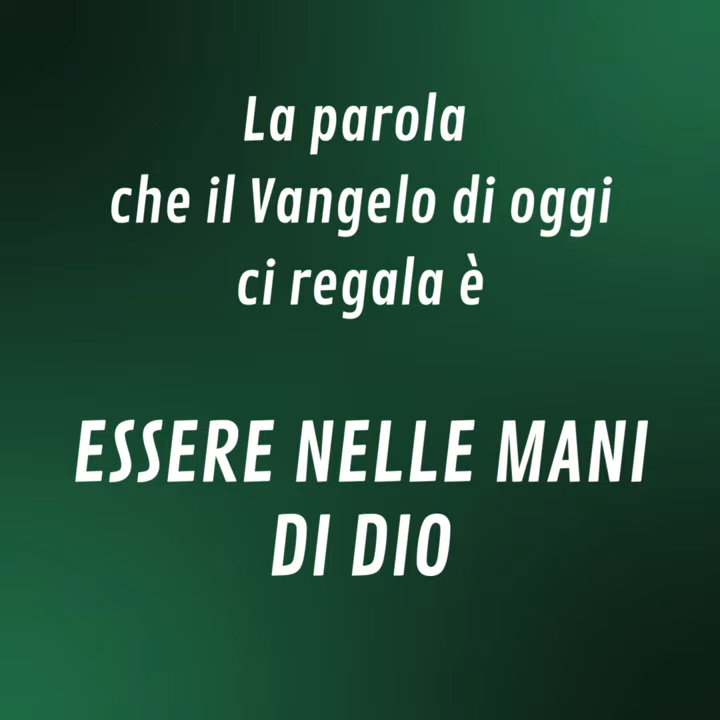 La parola
che il Vangelo di oggi
ci regala è
ESSERE NELLE MANI
DI DIO